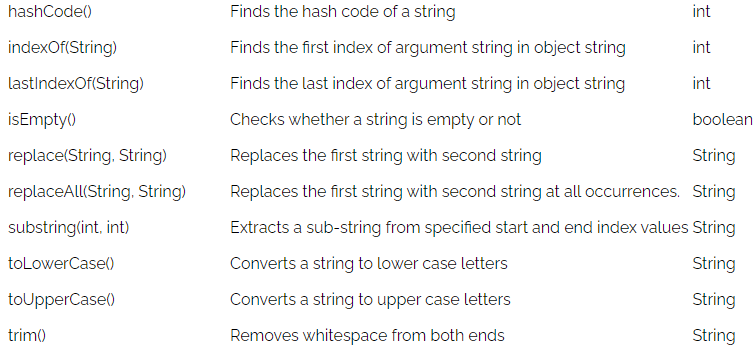 hashCode() Finds the hash code of a string int
indexOf(String) Finds the first index of argument string in object string int
lastIndexOf(String) Finds the last index of argument string in object string int
isEmpty() Checks whether a string is empty or not boolean
replace(String, String) Replaces the first string with second string String
replaceAll(String, String) Replaces the first string with second string at all occurrences. String
substring(int, int) Extracts a sub-string from specified start and end index values String
toLowerCase() Converts a string to lower case letters String
toUpperCase() Converts a string to upper case letters String
trim() Removes whitespace from both ends String